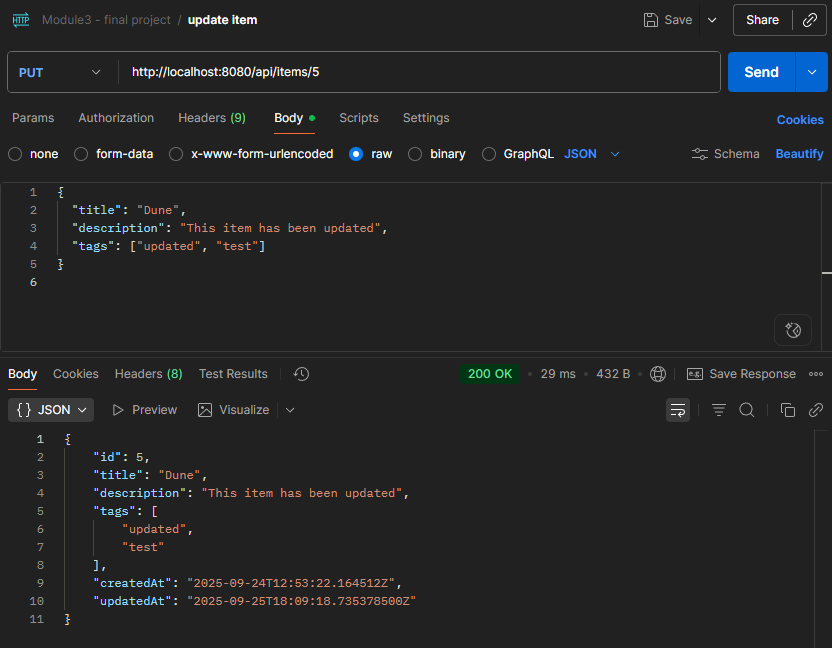 HTTP Module3 - final project / update item Save Share
PUT http://localhost:8080/api/items/5 Send
Params Authorization Headers (9) Body Scripts Settings Cookies
none form-data x-www-form-urlencoded raw binary GraphQL JSON Schema Beautify
1 {
2 "title": "Dune",
3 "description": "This item has been updated",
4 "tags": ["updated", "test"]
5 }
6
Body Cookies Headers (8) Test Results 200 OK • 29 ms • 432 B • e.g. Save Response
{} JSON Preview Visualize
1 {
2 "id": 5,
3 "title": "Dune",
4 "description": "This item has been updated",
5 "tags": [
6 "updated",
7 "test"
8 ],
9 "createdAt": "2025-09-24T12:53:22.164512Z",
10 "updatedAt": "2025-09-25T18:09:18.735378500Z"
11 }